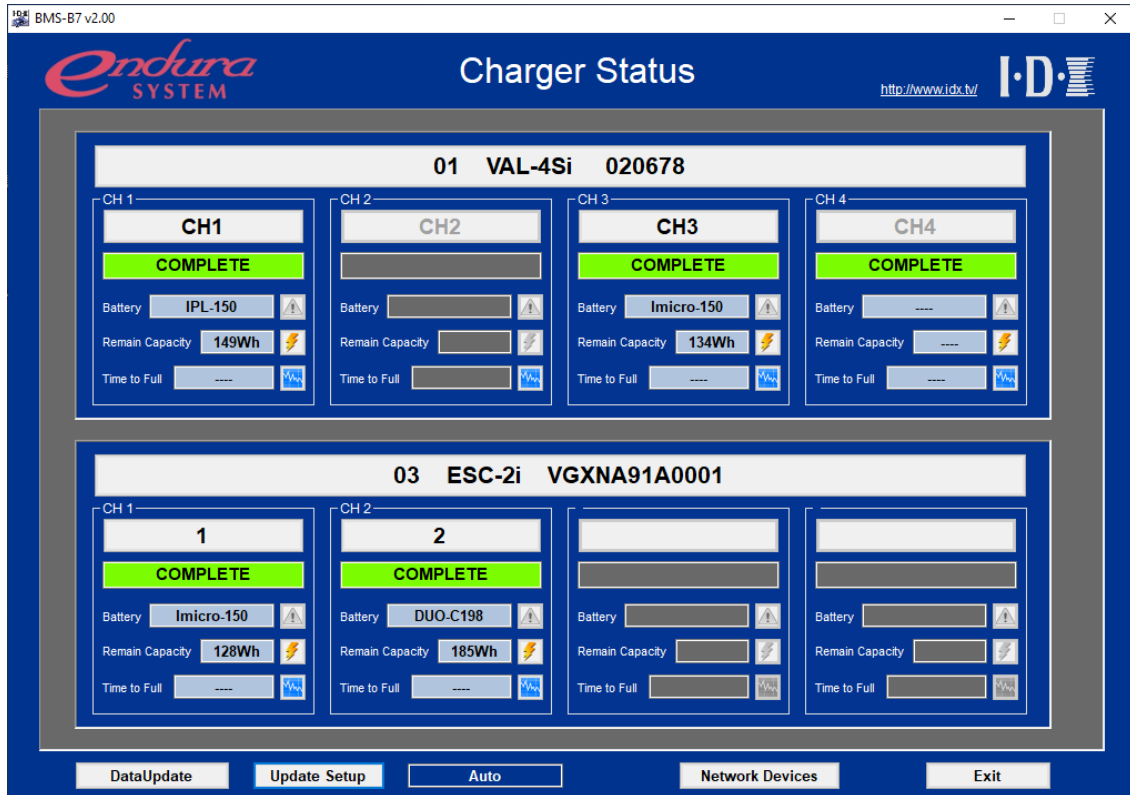 BMS-B7 v2.00
endura
SYSTEM
Charger Status
http://www.idx.tv/
I·D·X
01 VAL-4Si 020678
CH 1 CH 2 CH 3 CH 4
CH1 CH2 CH3 CH4
COMPLETE COMPLETE COMPLETE
Battery IPL-150 Battery Battery Imicro-150 Battery ----
Remain Capacity 149Wh Remain Capacity Remain Capacity 134Wh Remain Capacity ----
Time to Full ---- Time to Full Time to Full ---- Time to Full ----
03 ESC-2i VGXNA91A0001
CH 1 CH 2
1 2
COMPLETE COMPLETE
Battery Imicro-150 Battery DUO-C198 Battery Battery
Remain Capacity 128Wh Remain Capacity 185Wh Remain Capacity Remain Capacity
Time to Full ---- Time to Full ---- Time to Full Time to Full
DataUpdate Update Setup Auto Network Devices Exit